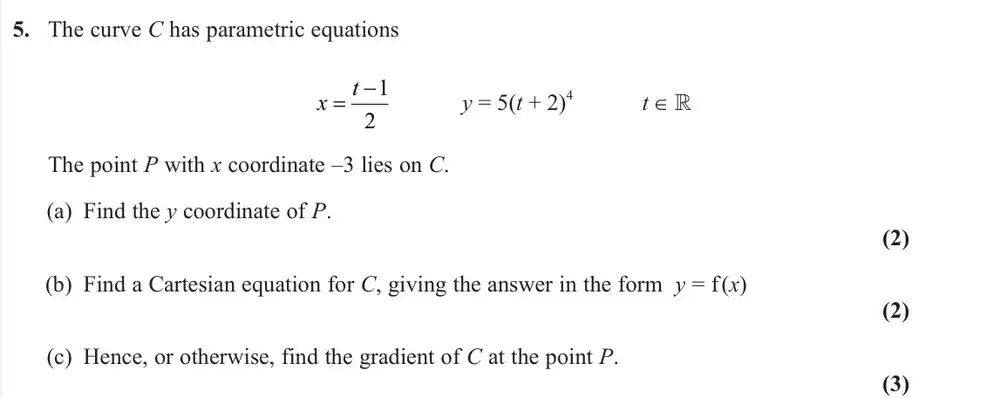 5. The curve C has parametric equations
x = \frac{t-1}{2} y = 5(t + 2)^4 t ∈ ℝ
The point P with x coordinate –3 lies on C.
(a) Find the y coordinate of P.
(2)
(b) Find a Cartesian equation for C, giving the answer in the form y = f(x)
(2)
(c) Hence, or otherwise, find the gradient of C at the point P.
(3)